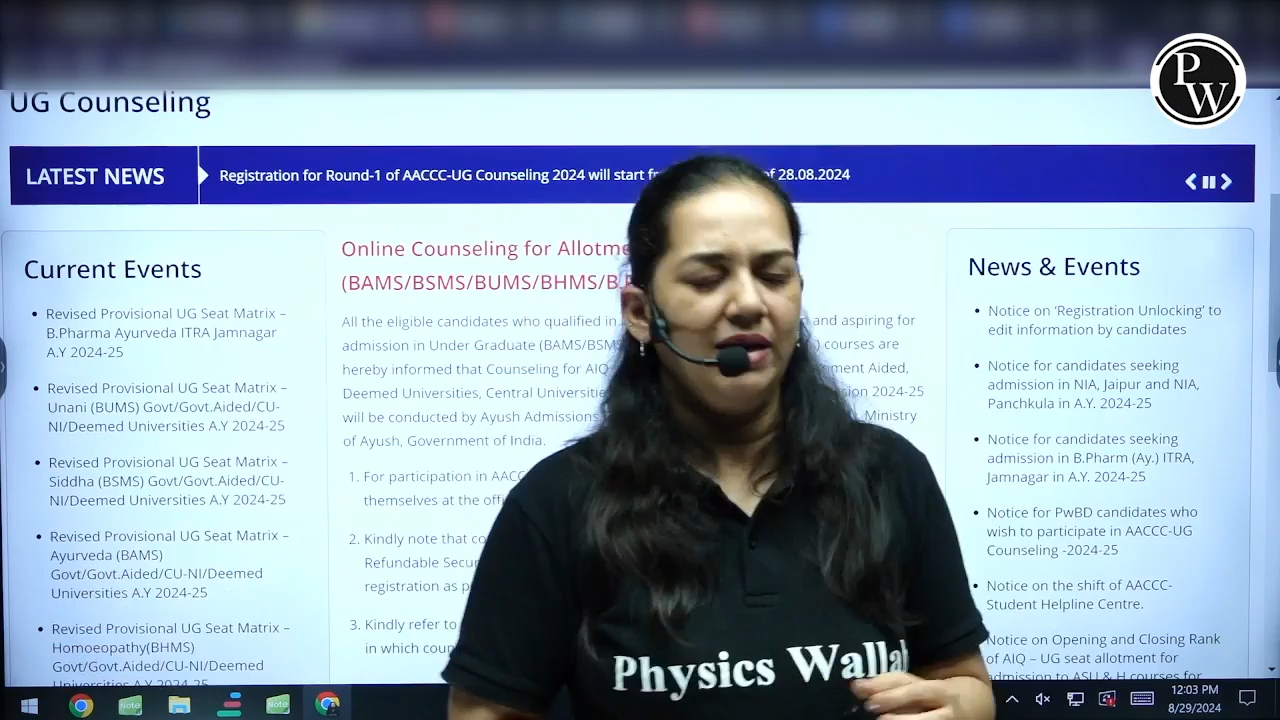 P
W
UG Counseling
LATEST NEWS
Registration for Round-1 of AACCC-UG Counseling 2024 will start of 28.08.2024
Current Events
Revised Provisional UG Seat Matrix –
B.Pharma Ayurveda ITRA Jamnagar
A.Y 2024-25
Revised Provisional UG Seat Matrix –
Unani (BUMS) Govt/Govt.Aided/CU-
NI/Deemed Universities A.Y 2024-25
Revised Provisional UG Seat Matrix –
Siddha (BSMS) Govt/Govt.Aided/CU-
NI/Deemed Universities A.Y 2024-25
Revised Provisional UG Seat Matrix –
Ayurveda (BAMS)
Govt/Govt.Aided/CU-NI/Deemed
Universities A.Y 2024-25
Revised Provisional UG Seat Matrix –
Homoeopathy(BHMS)
Govt/Govt.Aided/CU-NI/Deemed
Universities A.Y 2024-25
Online Counseling for
(BAMS/BSMS/BUMS/BHMS/B.
All the eligible candidates who qualified in and aspiring for
admission in Under Graduate (BAMS/BSMS ) courses are
hereby informed that Counseling for AIQ Aided,
Deemed Universities, Central 2024-25
will be conducted by Ayush Admissions Ministry
of Ayush, Government of India.
1. For participation in
themselves at the
2. Kindly note that
Refundable
registration as
3. Kindly refer to
in which
News & Events
Notice on ‘Registration Unlocking’ to
edit information by candidates
Notice for candidates seeking
admission in NIA, Jaipur and NIA,
Panchkula in A.Y. 2024-25
Notice for candidates seeking
admission in B.Pharm (Ay.) ITRA,
Jamnagar in A.Y. 2024-25
Notice for PwBD candidates who
wish to participate in AACCC-UG
Counseling -2024-25
Notice on the shift of AACCC-
Student Helpline Centre.
Notice on Opening and Closing Rank
of AIQ – UG seat allotment for
admission to ASU & H courses for
Physics Wallah
Note
Note
12:03 PM
8/29/2024